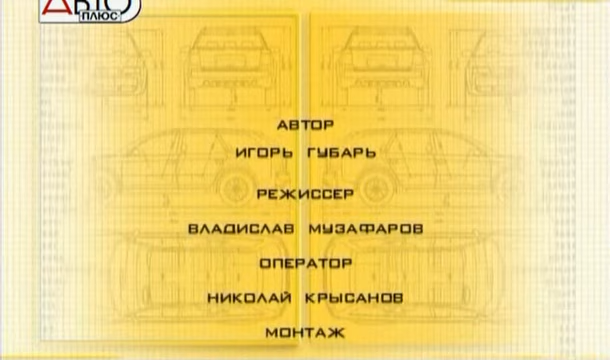 АВТО
ПЛЮС
АВТОР
ИГОРЬ ГУБАРЬ
РЕЖИССЕР
ВЛАДИСЛАВ МУЗАФАРОВ
ОПЕРАТОР
НИКОЛАЙ КРЫСАНОВ
МОНТАЖ